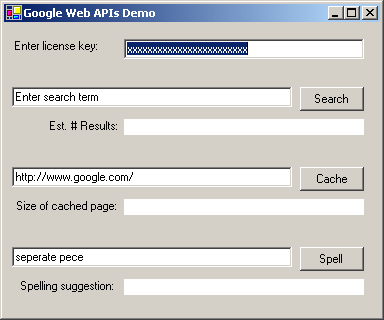 Google Web APIs Demo
Enter license key: xxxxxxxxxxxxxxxxxxxxxxxx
Enter search term Search
Est. # Results:
http://www.google.com/ Cache
Size of cached page:
seperate pece Spell
Spelling suggestion: